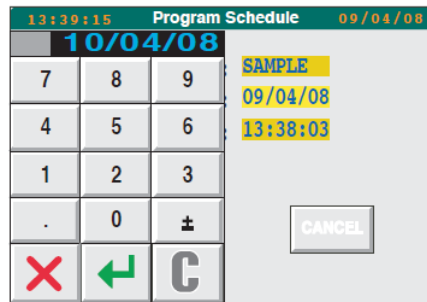 13:39:15 Program Schedule 09/04/08
10/04/08
: SAMPLE
: 09/04/08
: 13:38:03
7 8 9
4 5 6
1 2 3
. 0 ±
C
CANCEL